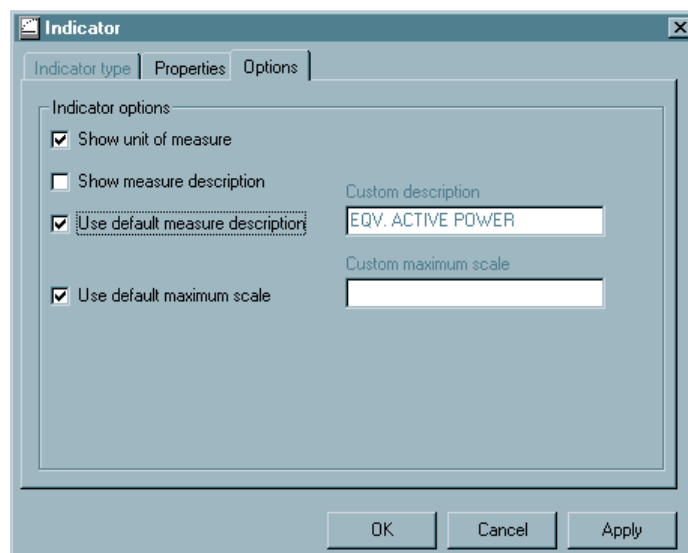 Indicator
Indicator type Properties Options
Indicator options
Show unit of measure
Show measure description
Custom description
Use default measure description
EQV. ACTIVE POWER
Custom maximum scale
Use default maximum scale
OK Cancel Apply